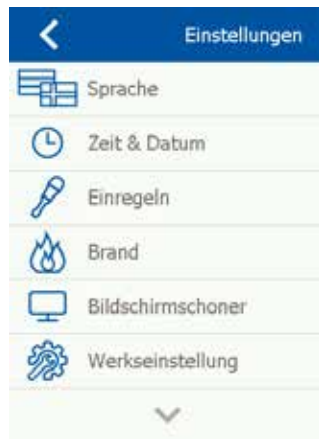 Einstellungen
Sprache
Zeit & Datum
Einregeln
Brand
Bildschirmschoner
Werkseinstellung